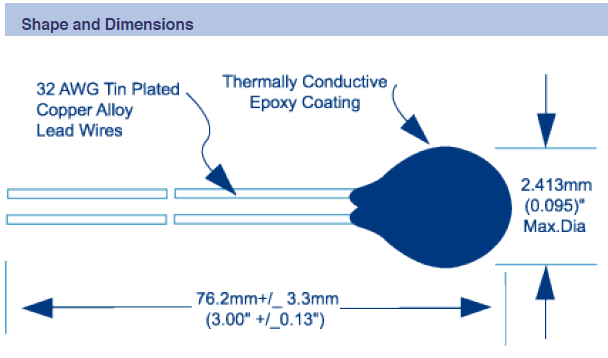 Shape and Dimensions
32 AWG Tin Plated
Copper Alloy
Lead Wires
Thermally Conductive
Epoxy Coating
2.413mm
(0.095)"
Max.Dia
76.2mm+/_ 3.3mm
(3.00" +/_0.13")